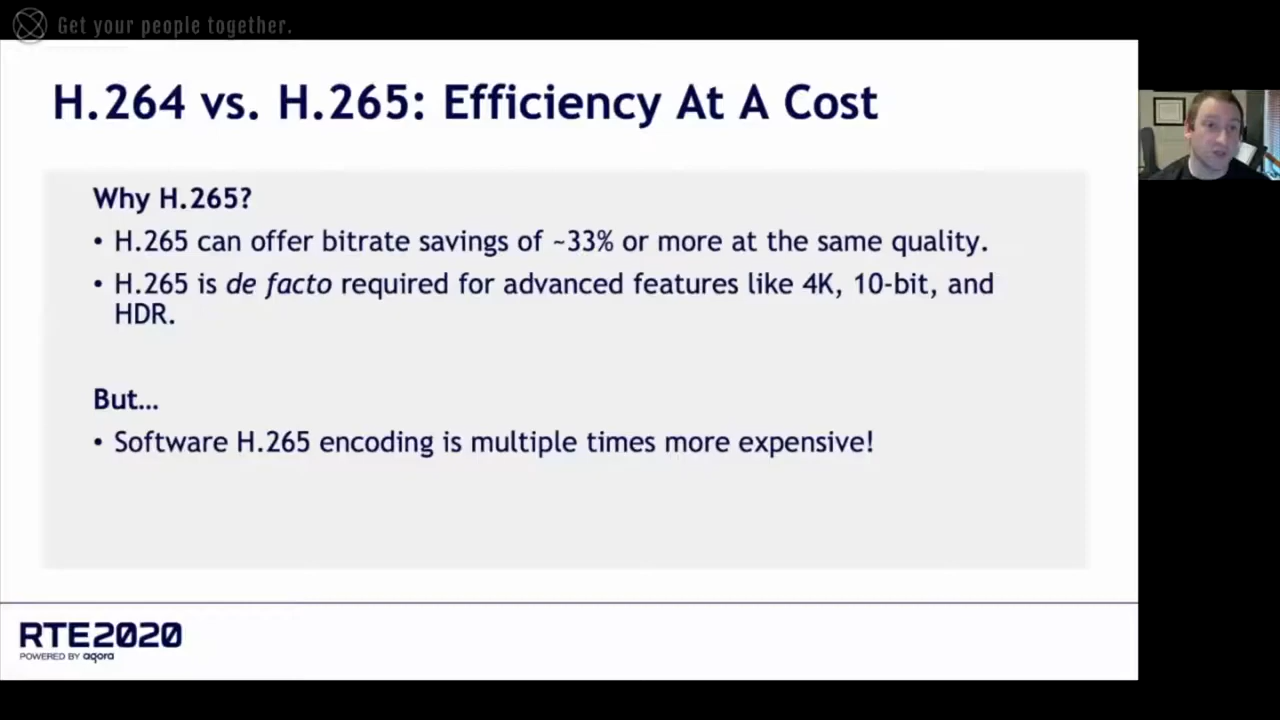 Get your people together.
H.264 vs. H.265: Efficiency At A Cost
Why H.265?
• H.265 can offer bitrate savings of ~33% or more at the same quality.
• H.265 is de facto required for advanced features like 4K, 10-bit, and
HDR.
But…
• Software H.265 encoding is multiple times more expensive!
RTE2020
POWERED BY agora